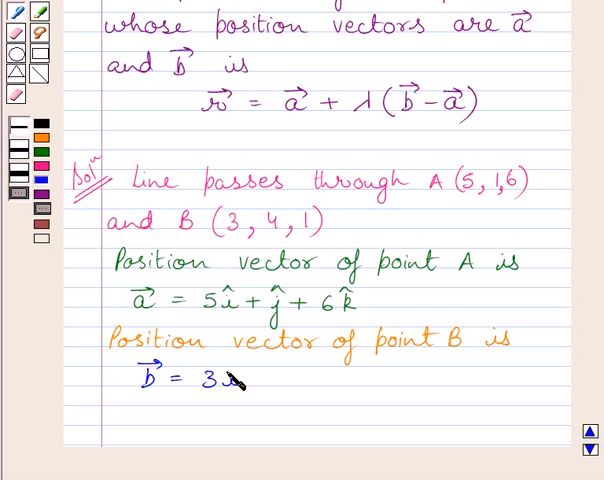 whose position vectors are a⃗
and b⃗ is
r⃗ = a⃗ + λ(b⃗ − a⃗)
Solⁿ Line passes through A (5, 1, 6)
and B (3, 4, 1)
Position vector of point A is
a⃗ = 5î + ĵ + 6k̂
Position vector of point B is
b⃗ = 3